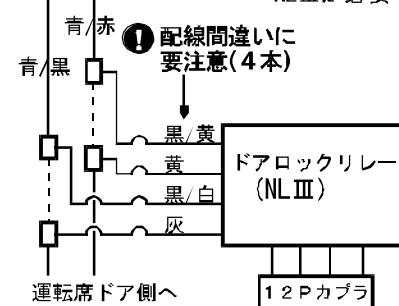 青/赤
青/黒
配線間違いに
要注意(4本)
黒/黄
黄
黒/白
灰
ドアロックリレー
(NLⅢ)
運転席ドア側へ
12Pカプラ